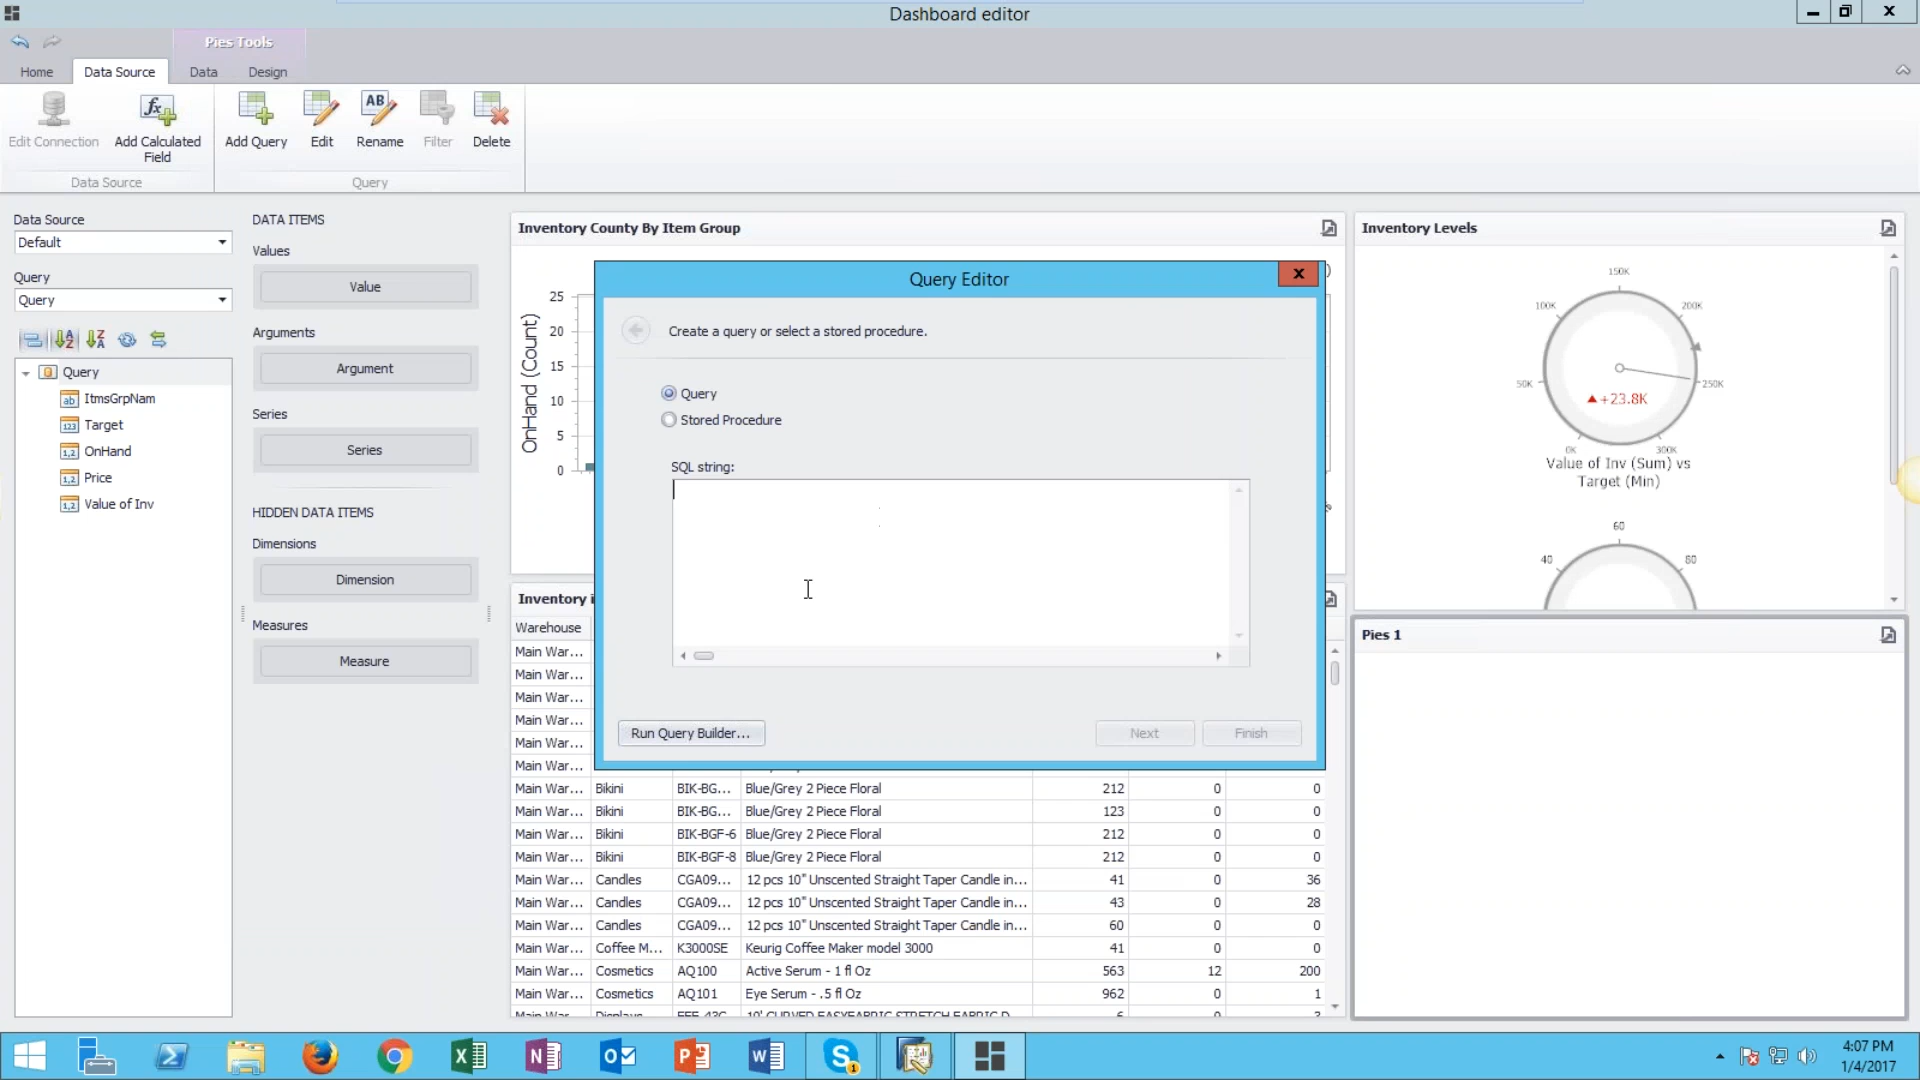 Dashboard editor
Pies Tools
Home
Data Source
Data
Design
Edit Connection
Add Calculated
Field
Add Query
Edit
Rename
Filter
Delete
Data Source
Query
Data Source
Default
Query
Query
Query
ItmsGrpNam
Target
OnHand
Price
Value of Inv
DATA ITEMS
Values
Value
Arguments
Argument
Series
Series
HIDDEN DATA ITEMS
Dimensions
Dimension
Measures
Measure
Inventory County By Item Group
OnHand (Count)
25
20
15
10
5
0
Query Editor
Create a query or select a stored procedure.
Query
Stored Procedure
SQL string:
Run Query Builder...
Next
Finish
Inventory Levels
150K
100K
200K
50K
250K
+23.8K
0K
300K
Value of Inv (Sum) vs
Target (Min)
60
40
80
Pies 1
Inventory i
Warehouse
Main War...
Main War...
Main War...
Main War...
Main War...
Main War...
Main War... Bikini BIK-BG... Blue/Grey 2 Piece Floral 212 0 0
Main War... Bikini BIK-BG... Blue/Grey 2 Piece Floral 123 0 0
Main War... Bikini BIK-BGF-6 Blue/Grey 2 Piece Floral 212 0 0
Main War... Bikini BIK-BGF-8 Blue/Grey 2 Piece Floral 212 0 0
Main War... Candles CGA09... 12 pcs 10" Unscented Straight Taper Candle in... 41 0 36
Main War... Candles CGA09... 12 pcs 10" Unscented Straight Taper Candle in... 43 0 28
Main War... Candles CGA09... 12 pcs 10" Unscented Straight Taper Candle in... 60 0 0
Main War... Coffee M... K3000SE Keurig Coffee Maker model 3000 41 0 0
Main War... Cosmetics AQ100 Active Serum - 1 fl Oz 563 12 200
Main War... Cosmetics AQ101 Eye Serum - .5 fl Oz 962 0 1
4:07 PM
1/4/2017